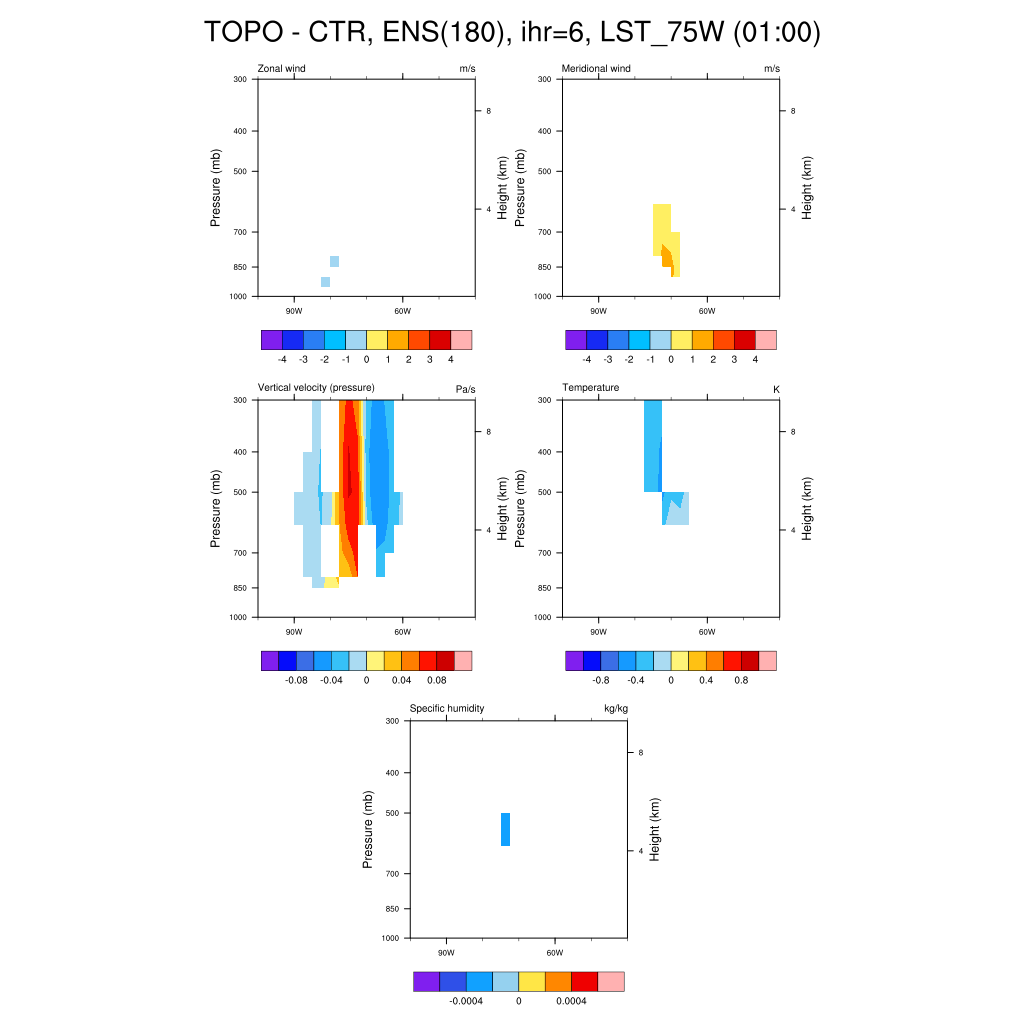 TOPO - CTR, ENS(180), ihr=6, LST_75W (01:00)
Zonal wind m/s
300
400
500
700
850
1000
Pressure (mb)
8
4
Height (km)
90W 60W
-4 -3 -2 -1 0 1 2 3 4
Meridional wind m/s
300
400
500
700
850
1000
Pressure (mb)
8
4
Height (km)
90W 60W
-4 -3 -2 -1 0 1 2 3 4
Vertical velocity (pressure) Pa/s
300
400
500
700
850
1000
Pressure (mb)
8
4
Height (km)
90W 60W
-0.08 -0.04 0 0.04 0.08
Temperature K
300
400
500
700
850
1000
Pressure (mb)
8
4
Height (km)
90W 60W
-0.8 -0.4 0 0.4 0.8
Specific humidity kg/kg
300
400
500
700
850
1000
Pressure (mb)
8
4
Height (km)
90W 60W
-0.0004 0 0.0004